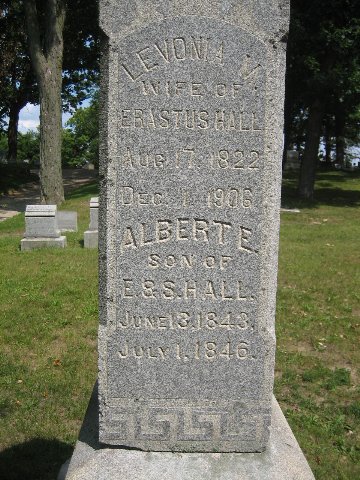 LEVONIA M.
WIFE OF
ERASTUS HALL
AUG. 17. 1822
DEC. 1. 1906
ALBERT E.
SON OF
E. & S. HALL.
JUNE 13, 1843,
JULY 1, 1846.